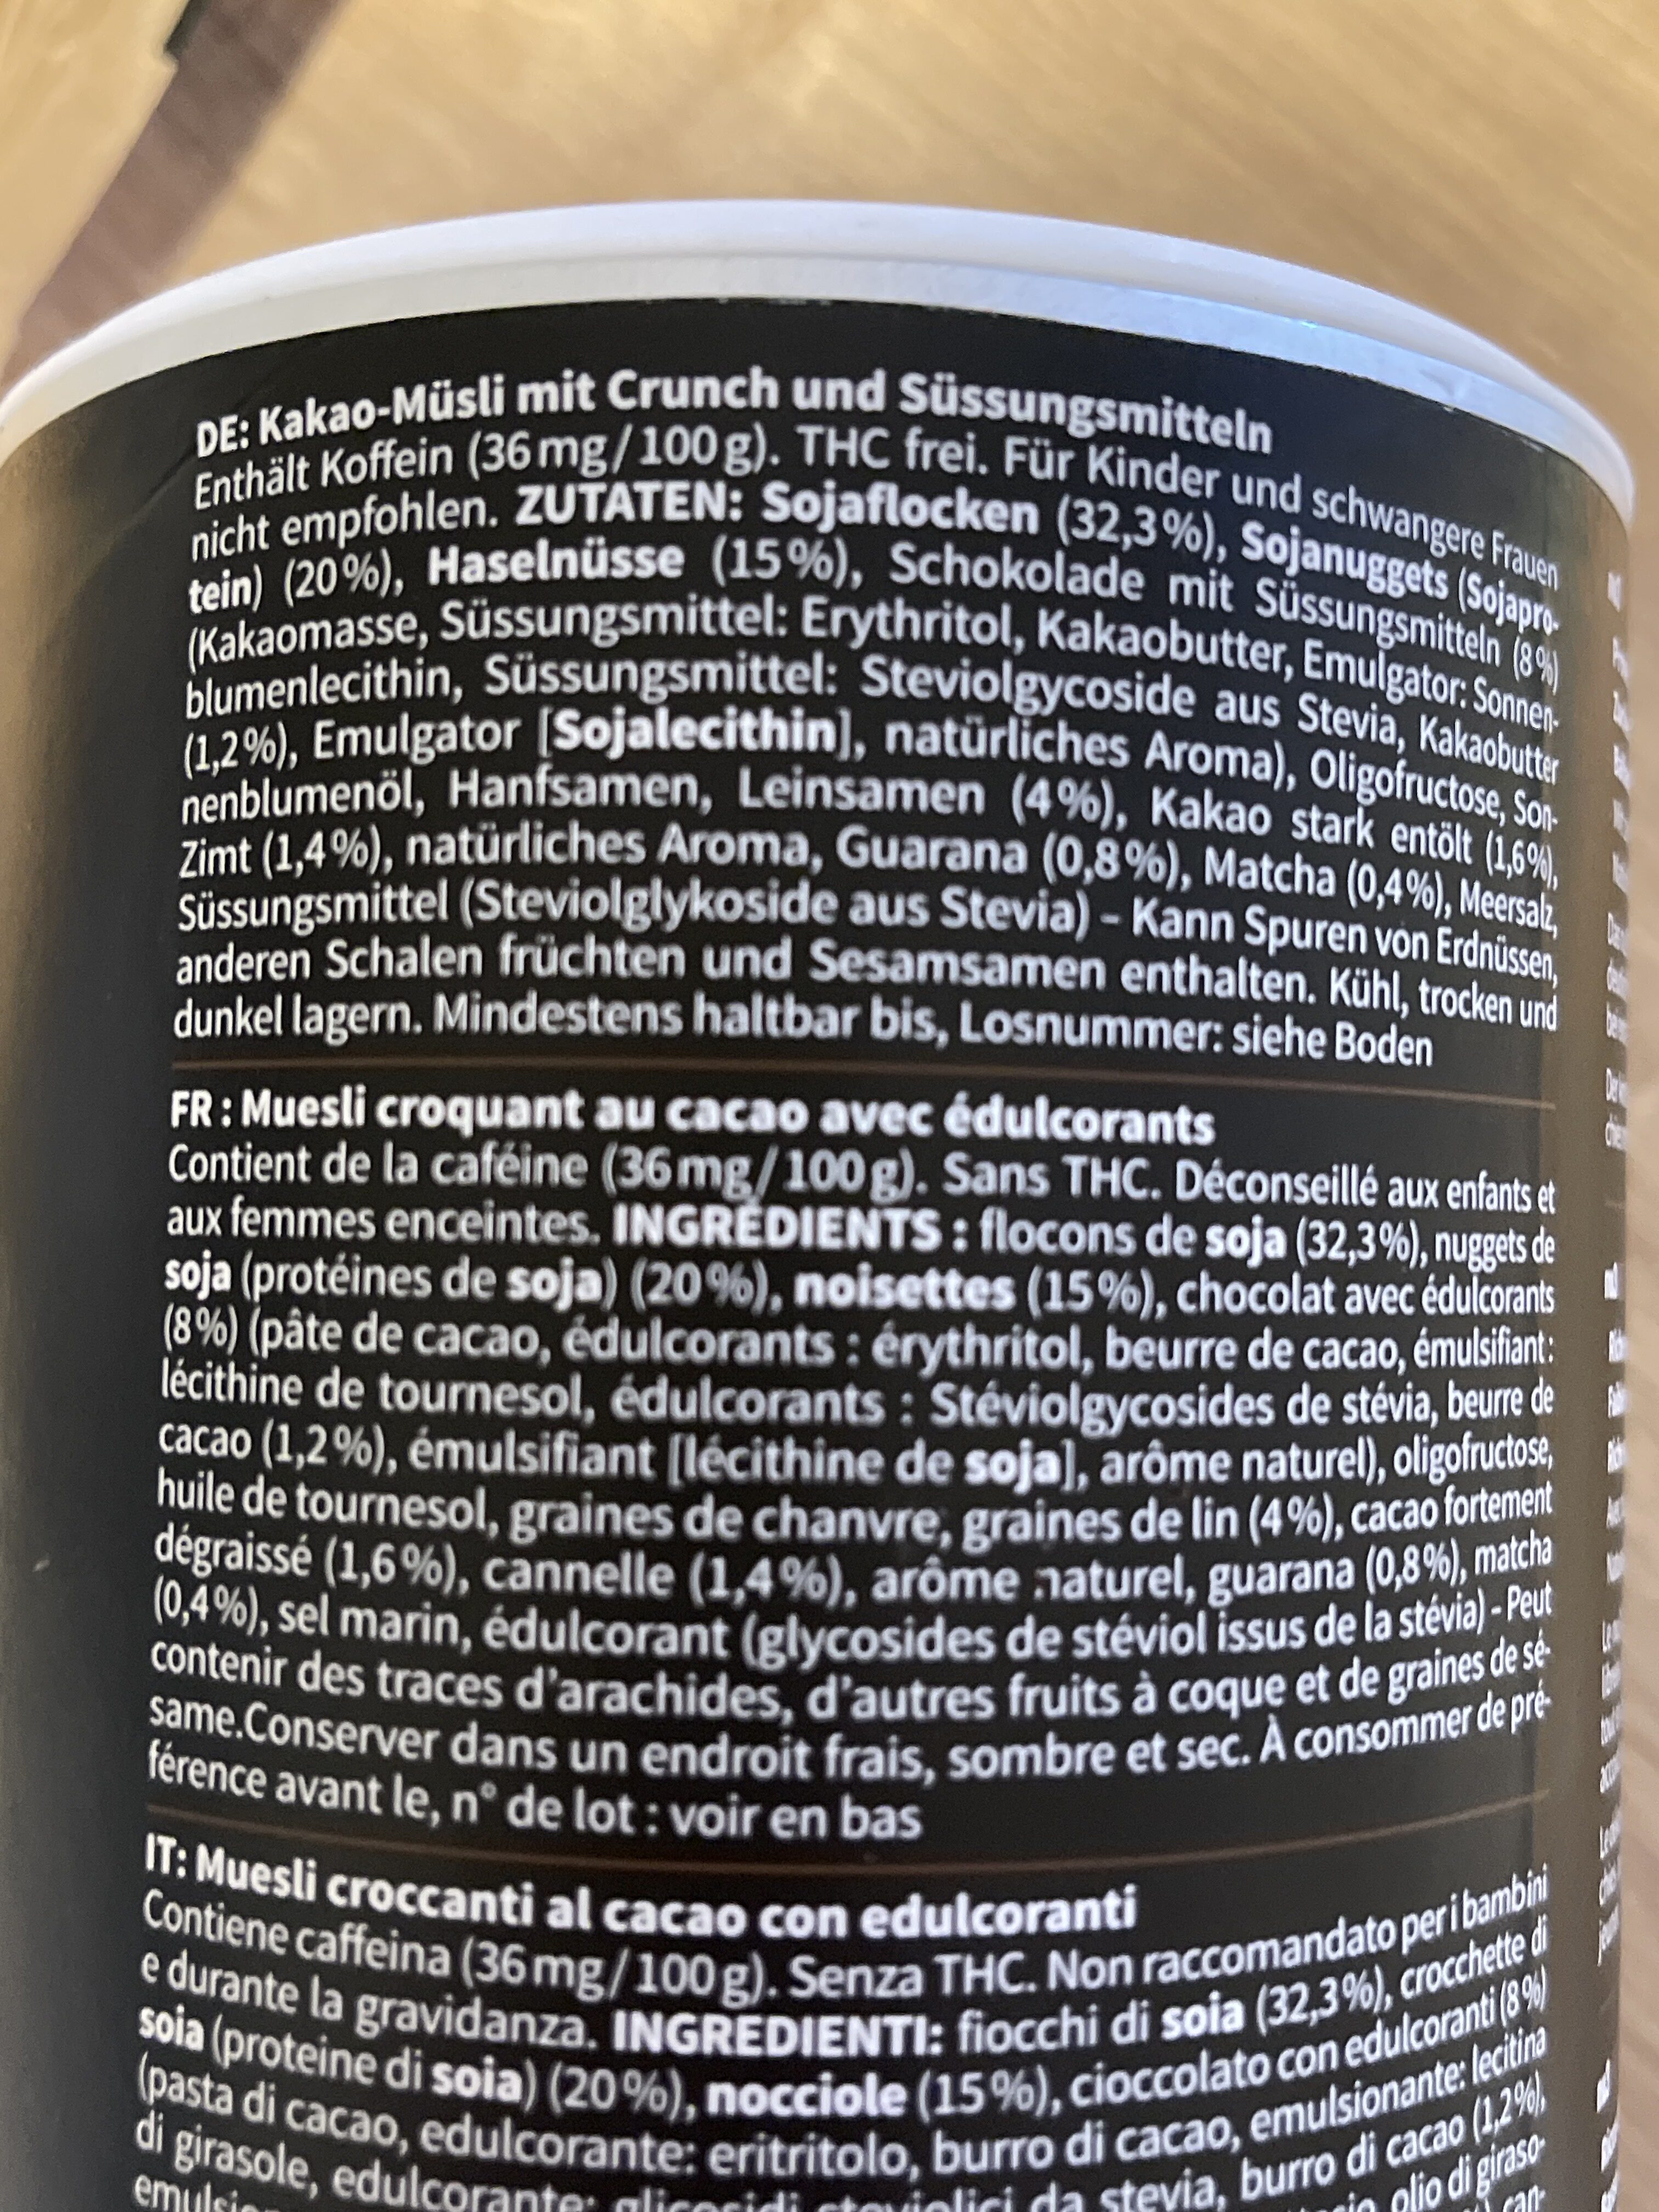 DE: Kakao-Müsli mit Crunch und Süssungsmitteln
Enthält Koffein (36 mg/100 g). THC frei. Für Kinder und schwangere Frauen
nicht empfohlen. ZUTATEN: Sojaflocken (32,3 %), Sojanuggets (Sojapro-
tein) (20 %), Haselnüsse (15 %), Schokolade mit Süssungsmitteln (8 %)
(Kakaomasse, Süssungsmittel: Erythritol, Kakaobutter, Emulgator: Sonnen-
blumenlecithin, Süssungsmittel: Steviolgycoside aus Stevia, Kakaobutter
(1,2 %), Emulgator [Sojalecithin], natürliches Aroma), Oligofructose, Son-
nenblumenöl, Hanfsamen, Leinsamen (4 %), Kakao stark entölt (1,6 %),
Zimt (1,4 %), natürliches Aroma, Guarana (0,8 %), Matcha (0,4 %), Meersalz,
Süssungsmittel (Steviolglykoside aus Stevia) – Kann Spuren von Erdnüssen,
anderen Schalen früchten und Sesamsamen enthalten. Kühl, trocken und
dunkel lagern. Mindestens haltbar bis, Losnummer: siehe Boden
FR : Muesli croquant au cacao avec édulcorants
Contient de la caféine (36 mg/100 g). Sans THC. Déconseillé aux enfants et
aux femmes enceintes. INGRÉDIENTS : flocons de soja (32,3 %), nuggets de
soja (protéines de soja) (20 %), noisettes (15 %), chocolat avec édulcorants
(8 %) (pâte de cacao, édulcorants : érythritol, beurre de cacao, émulsifiant :
lécithine de tournesol, édulcorants : Stéviolgycosides de stévia, beurre de
cacao (1,2 %), émulsifiant [lécithine de soja], arôme naturel), oligofructose,
huile de tournesol, graines de chanvre, graines de lin (4 %), cacao fortement
dégraissé (1,6 %), cannelle (1,4 %), arôme naturel, guarana (0,8 %), matcha
(0,4 %), sel marin, édulcorant (glycosides de stéviol issus de la stévia) - Peut
contenir des traces d'arachides, d'autres fruits à coque et de graines de sé-
same.Conserver dans un endroit frais, sombre et sec. À consommer de pré-
férence avant le, n° de lot : voir en bas
IT: Muesli croccanti al cacao con edulcoranti
Contiene caffeina (36 mg/100 g). Senza THC. Non raccomandato per i bambini
e durante la gravidanza. INGREDIENTI: fiocchi di soia (32,3 %), crocchette di
soia (proteine di soia) (20 %), nocciole (15 %), cioccolato con edulcoranti (8 %)
(pasta di cacao, edulcorante: eritritolo, burro di cacao, emulsionante: lecitina
di girasole, edulcorante: glicosidi steviolici da stevia, burro di cacao (1,2 %),
olio di giraso-